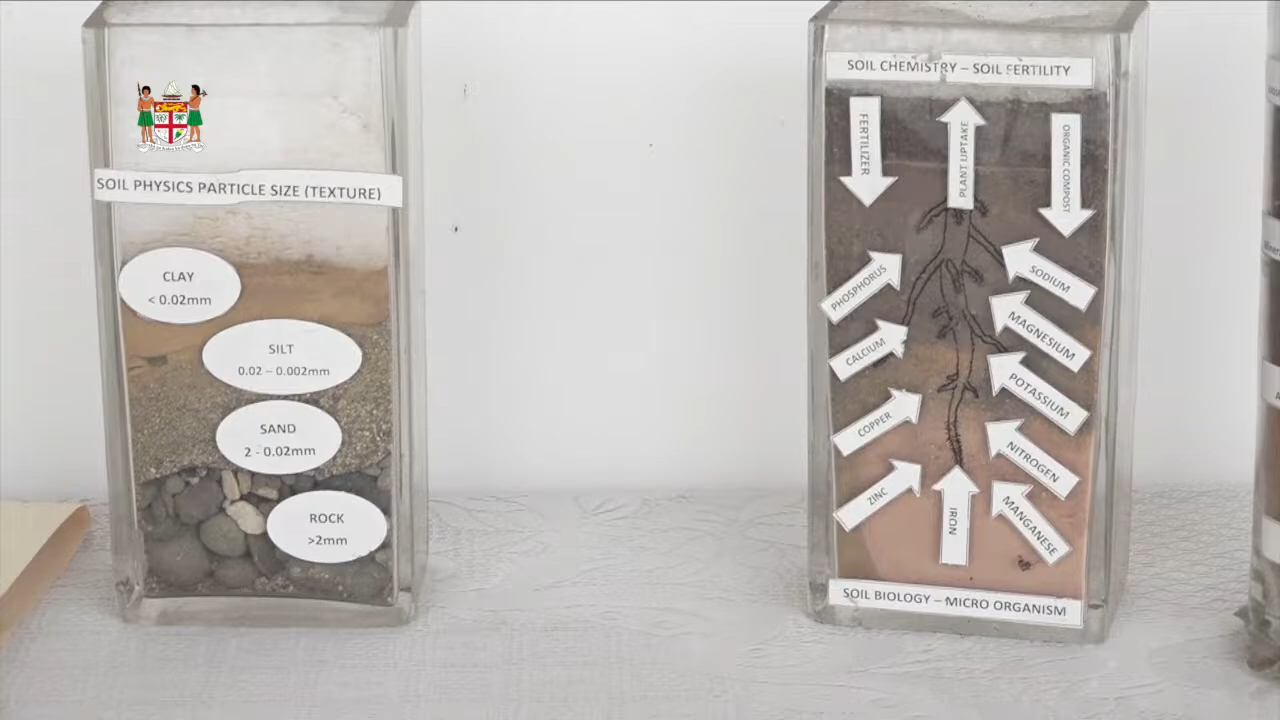 SOIL PHYSICS PARTICLE SIZE (TEXTURE)
CLAY
< 0.02mm
SILT
0.02 – 0.002mm
SAND
2 - 0.02mm
ROCK
>2mm
SOIL CHEMISTRY – SOIL FERTILITY
FERTILIZER
PLANT UPTAKE
ORGANIC COMPOST
PHOSPHORUS
SODIUM
CALCIUM
MAGNESIUM
COPPER
POTASSIUM
ZINC
NITROGEN
IRON
MANGANESE
SOIL BIOLOGY – MICRO ORGANISM